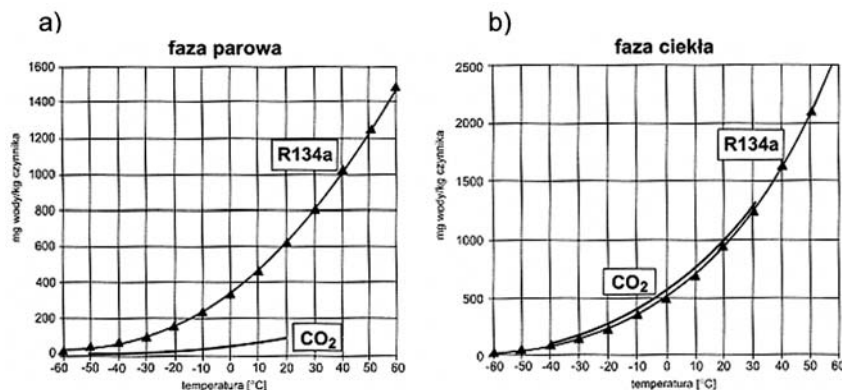 a)
faza parowa
mg wody/kg czynnika
1600
1400
1200
1000
800
600
400
200
0
R134a
CO₂
-60 -50 -40 -30 -20 -10 0 10 20 30 40 50 60
temperatura [°C]
b)
faza ciekła
mg wody/kg czynnika
2500
2000
1500
1000
500
0
R134a
CO₂
-60 -50 -40 -30 -20 -10 0 10 20 30 40 50 60
temperatura [°C]